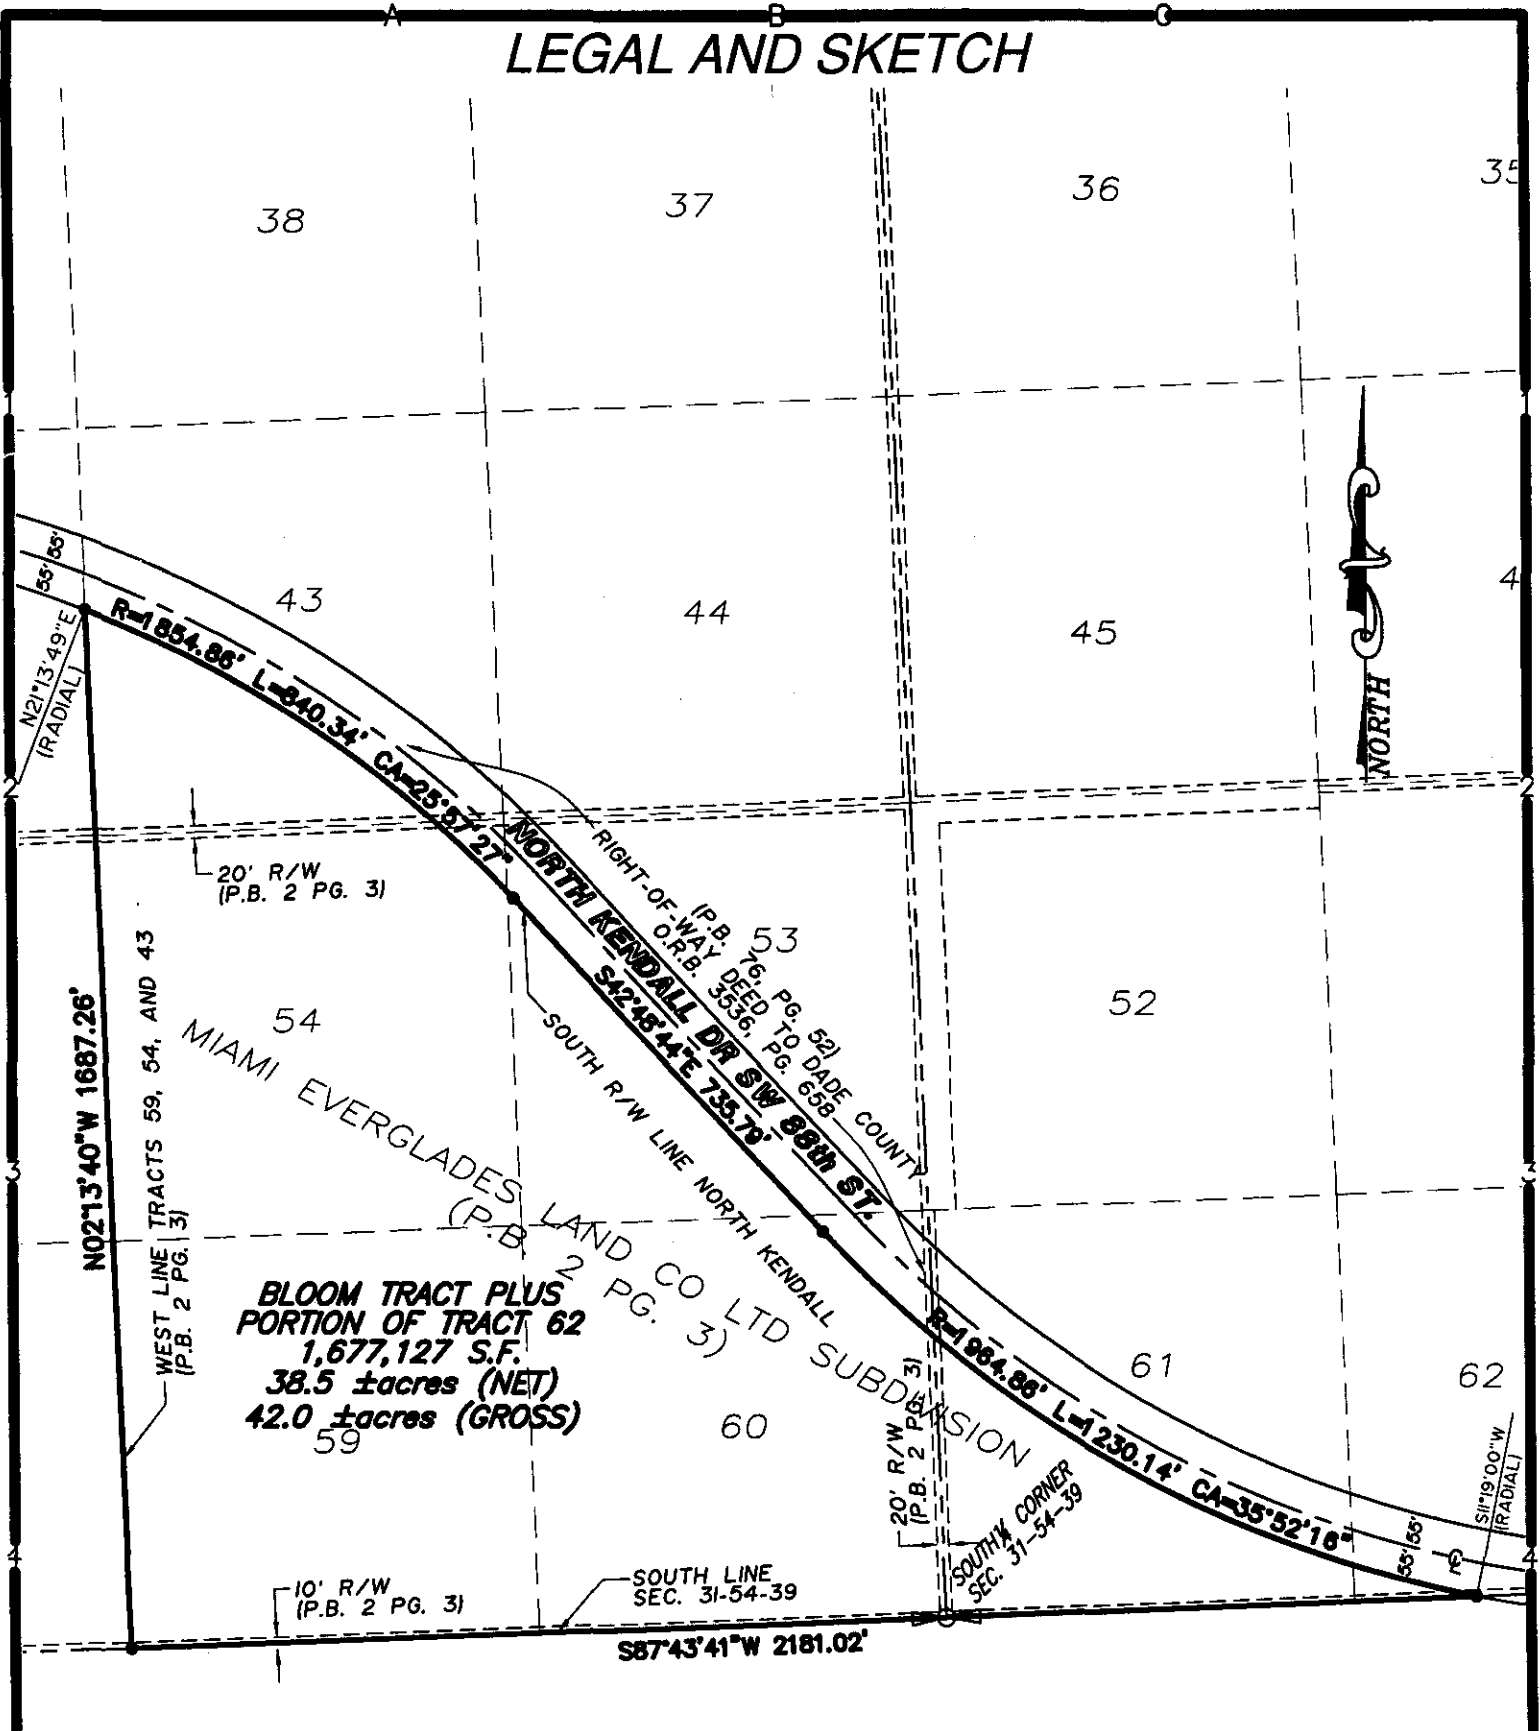 A
B
C
LEGAL AND SKETCH
38
37
36
35
1
1
NORTH
55' 55'
43
44
45
4
N21°13'49"E
(RADIAL)
R=1854.86' L=840.34' CA=25°57'27"
2
2
20' R/W
(P.B. 2 PG. 3)
NORTH KENDALL DR SW 88th ST.
(P.B. 76, PG. 52)
RIGHT-OF-WAY DEED TO DADE COUNTY
O.R.B. 3536, PG. 658
53
52
54
S42°48'44"E 735.79'
SOUTH R/W LINE NORTH KENDALL
N02°13'40"W 1687.26'
WEST LINE TRACTS 59, 54, AND 43
(P.B. 2 PG. 3)
MIAMI EVERGLADES LAND CO LTD SUBDIVISION
(P.B. 2 PG. 3)
3
3
BLOOM TRACT PLUS
PORTION OF TRACT 62
1,677,127 S.F.
38.5 ±acres (NET)
42.0 ±acres (GROSS)
59
60
61
62
R=1964.86' L=1230.14' CA=35°52'16"
20' R/W
(P.B. 2 PG. 3)
SOUTH ¼ CORNER
SEC. 31-54-39
S11°19'00"W
(RADIAL)
55' 55'
4
4
10' R/W
(P.B. 2 PG. 3)
SOUTH LINE
SEC. 31-54-39
S87°43'41"W 2181.02'